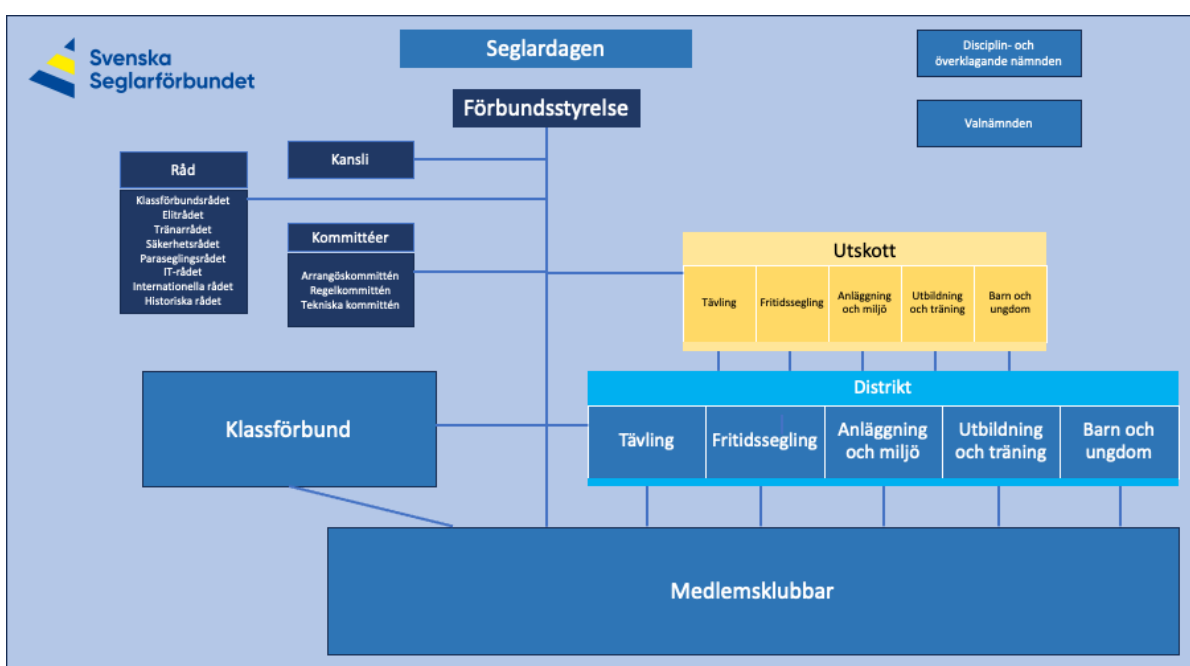 Svenska
Seglarförbundet
Seglardagen
Disciplin- och
överklagande nämnden
Förbundsstyrelse
Valnämnden
Kansli
Råd
Klassförbundsrådet
Elitrådet
Tränarrådet
Säkerhetsrådet
Paraseglingsrådet
IT-rådet
Internationella rådet
Historiska rådet
Kommittéer
Arrangöskommittén
Regelkommittén
Tekniska kommittén
Utskott
Tävling
Fritidssegling
Anläggning
och miljö
Utbildning
och träning
Barn och
ungdom
Distrikt
Tävling
Fritidssegling
Anläggning
och miljö
Utbildning
och träning
Barn och
ungdom
Klassförbund
Medlemsklubbar